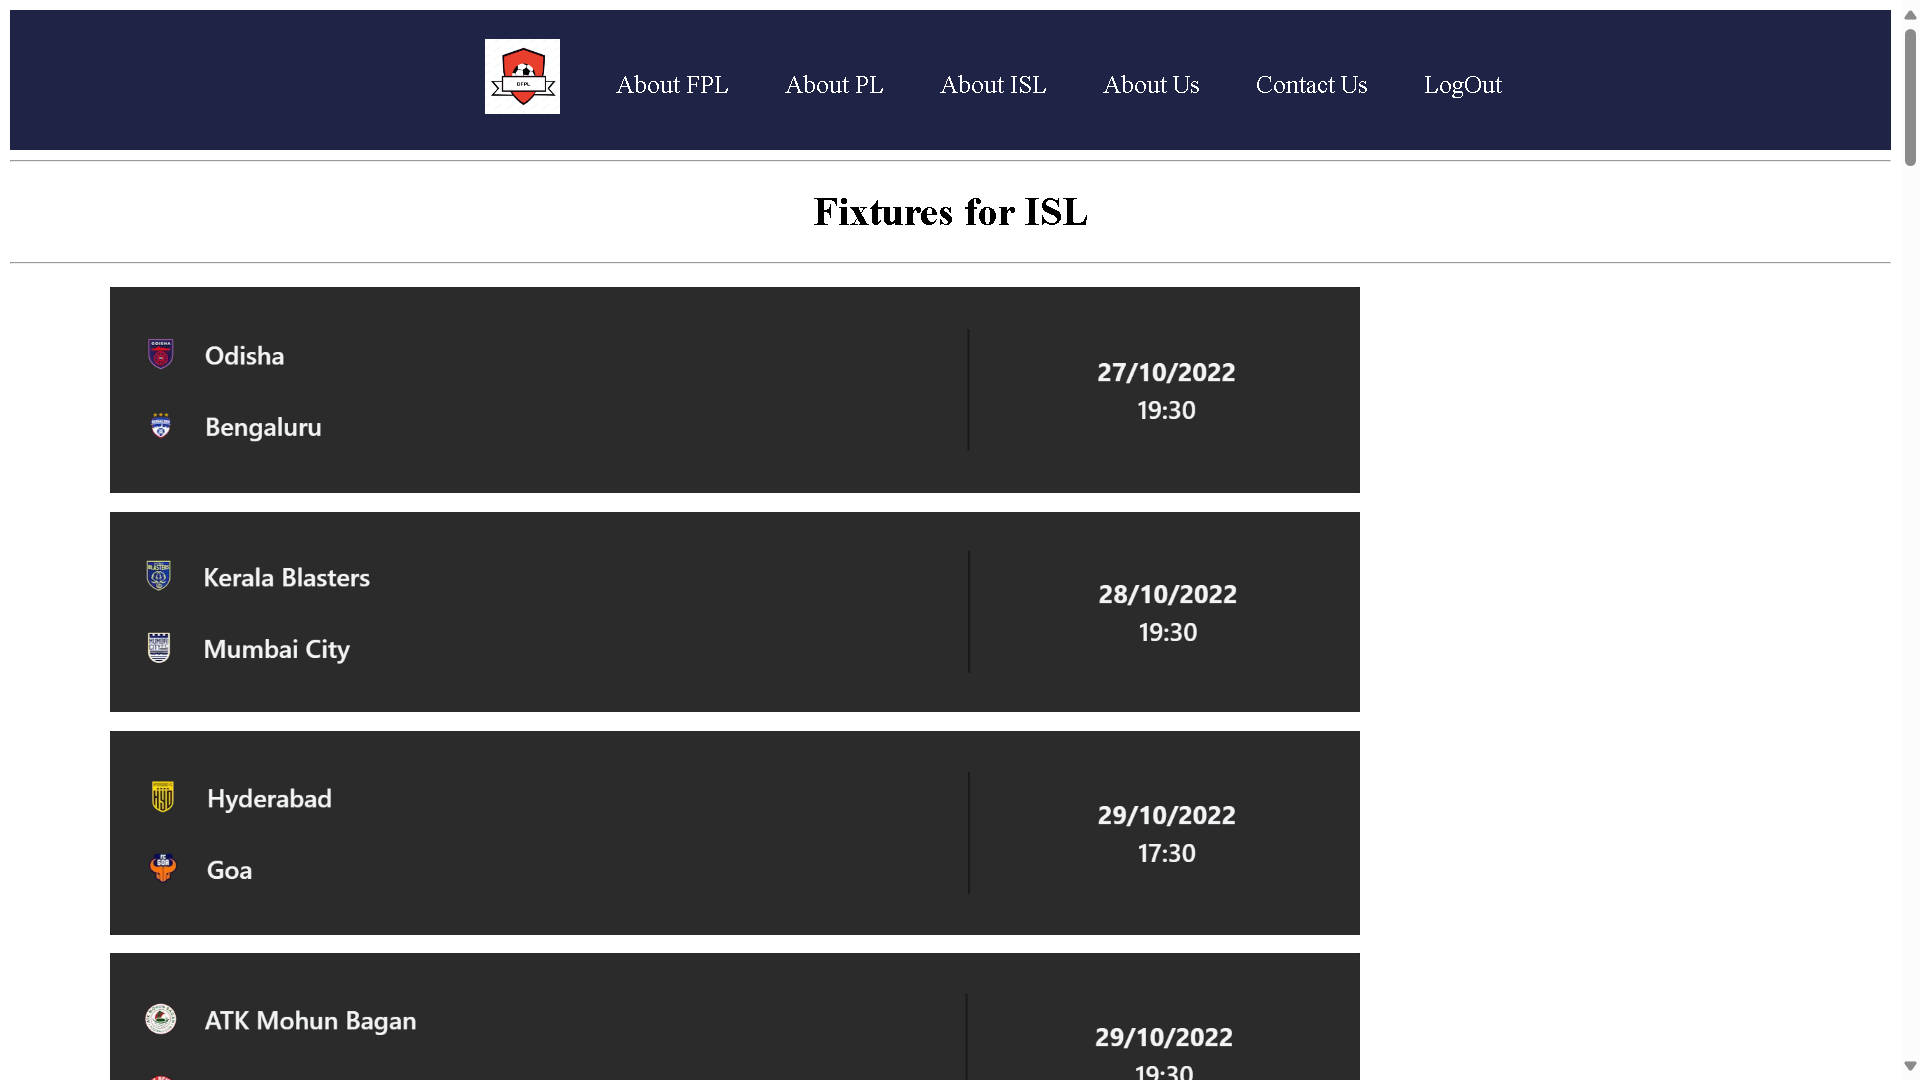 DFPL
About FPL
About PL
About ISL
About Us
Contact Us
LogOut
Fixtures for ISL
Odisha
Bengaluru
27/10/2022
19:30
Kerala Blasters
Mumbai City
28/10/2022
19:30
Hyderabad
Goa
29/10/2022
17:30
ATK Mohun Bagan
29/10/2022
19:30